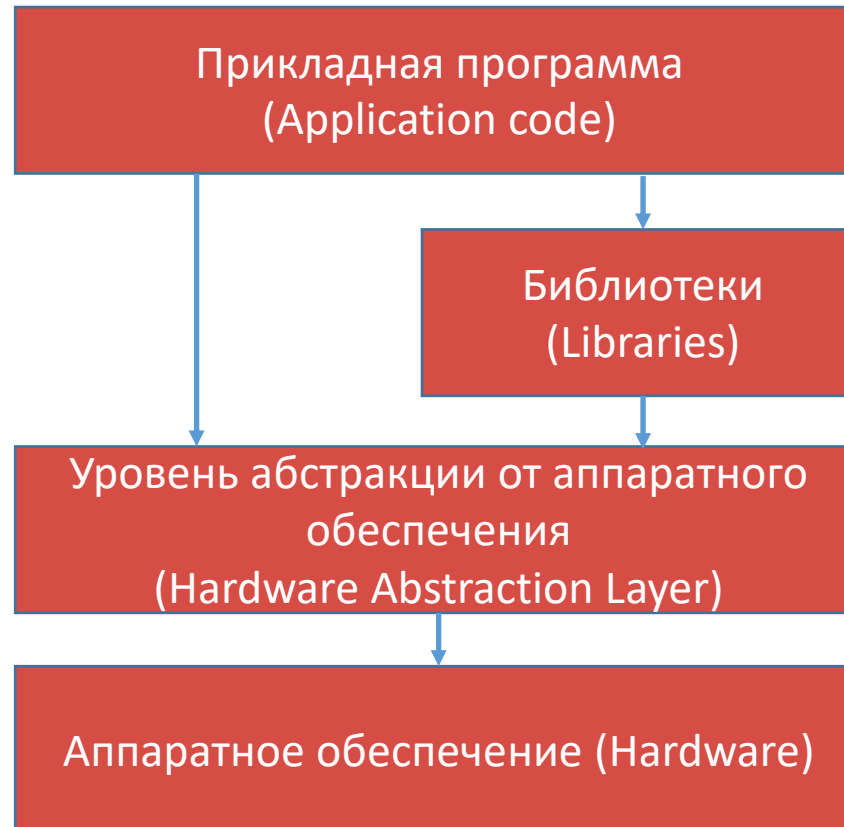 Прикладная программа
(Application code)
Библиотеки
(Libraries)
Уровень абстракции от аппаратного
обеспечения
(Hardware Abstraction Layer)
Аппаратное обеспечение (Hardware)